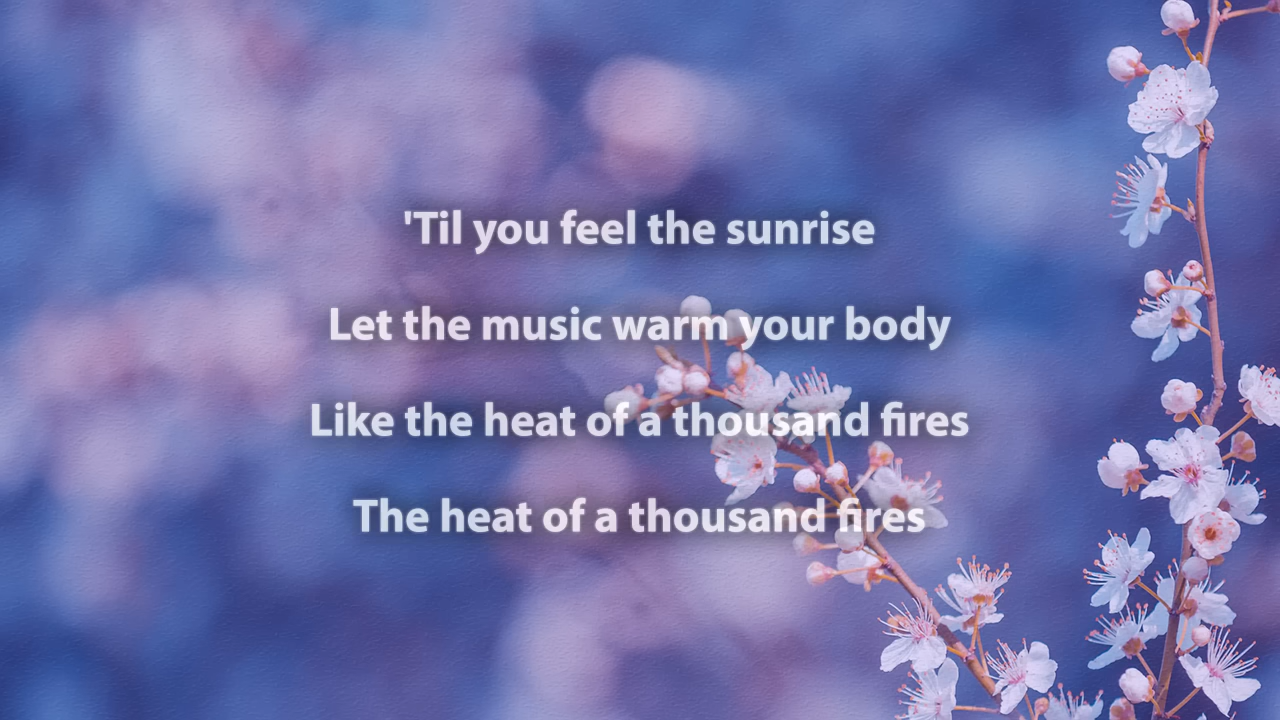 'Til you feel the sunrise
Let the music warm your body
Like the heat of a thousand fires
The heat of a thousand fires